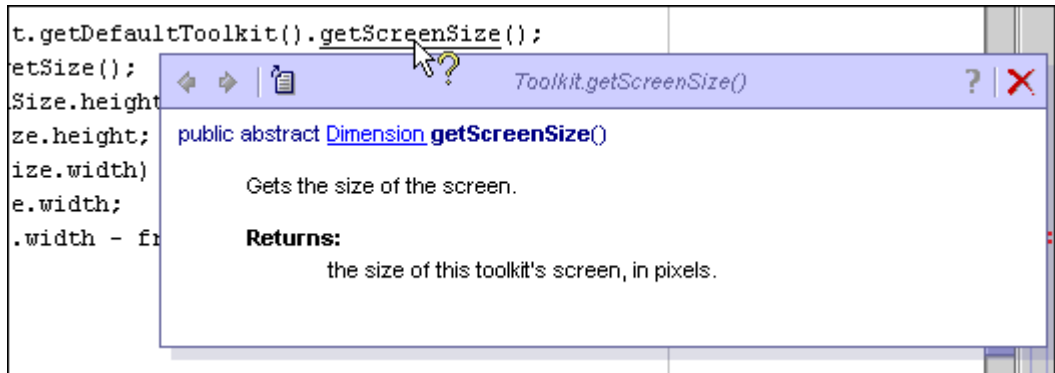 t.getDefaultToolkit().getScreenSize();
etSize();
Size.height
ze.height;
ize.width)
e.width;
.width - fr
? Toolkit.getScreenSize() ?
public abstract Dimension getScreenSize()
Gets the size of the screen.
Returns:
the size of this toolkit's screen, in pixels.